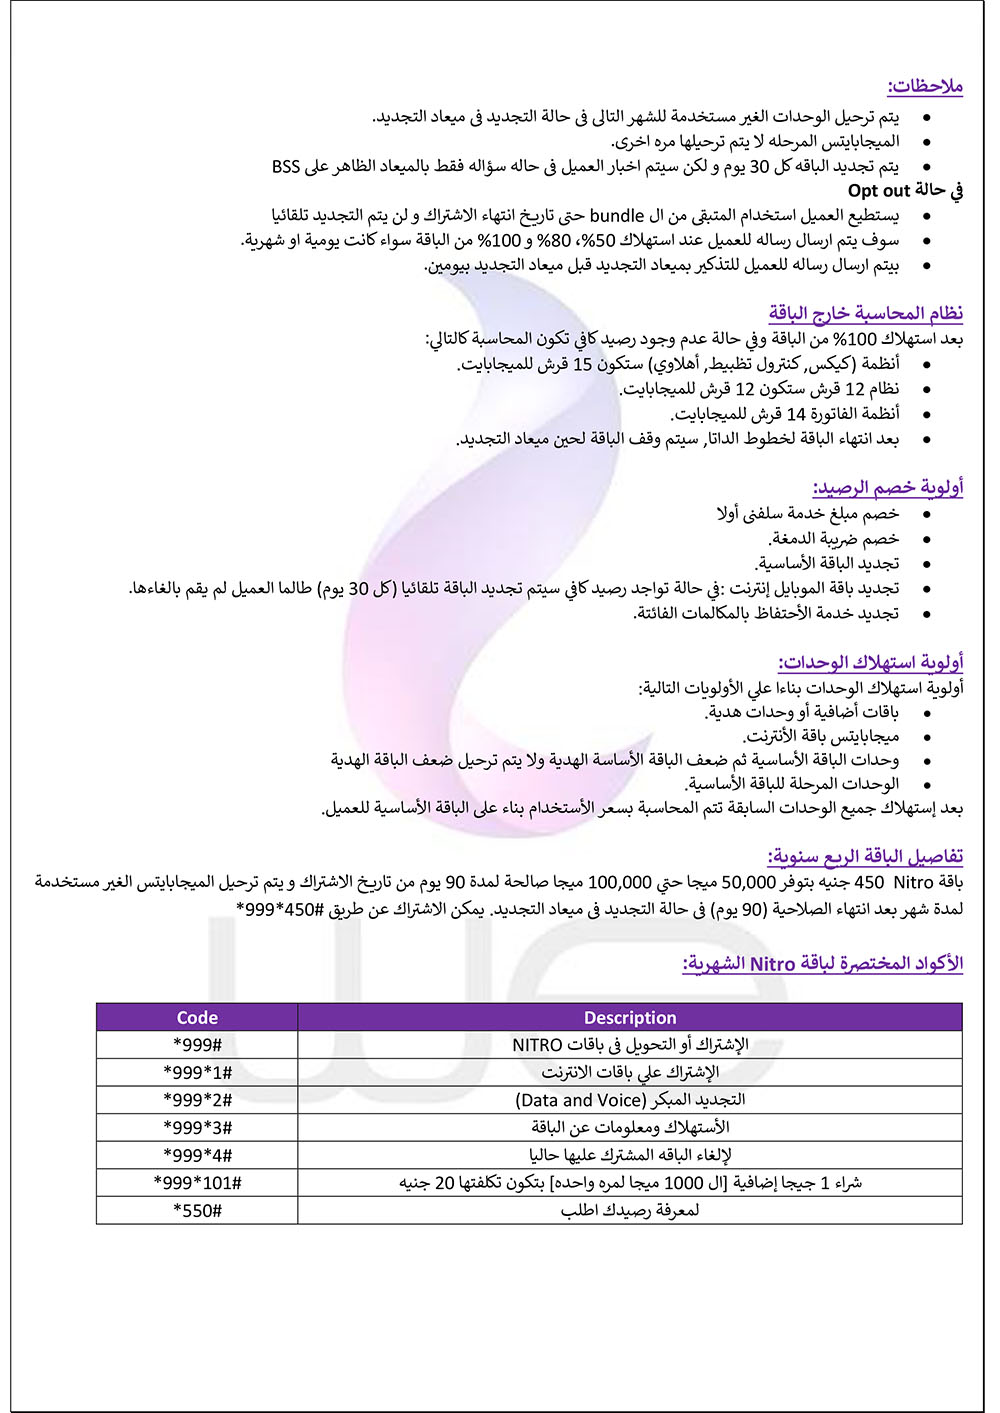 ملاحظات:
• يتم ترحيل الوحدات الغير مستخدمة للشهر التالى فى حالة التجديد فى ميعاد التجديد.
• الميجابايتس المرحله لا يتم ترحيلها مره اخرى.
• يتم تجديد الباقه كل 30 يوم و لكن سيتم اخبار العميل فى حاله سؤاله فقط بالميعاد الظاهر على BSS
في حالة Opt out
• يستطيع العميل استخدام المتبقى من ال bundle حتى تاريخ انتهاء الاشتراك و لن يتم التجديد تلقائيا
• سوف يتم ارسال رساله للعميل عند استهلاك 50%، 80% و 100% من الباقة سواء كانت يومية او شهرية.
• بيتم ارسال رساله للعميل للتذكير بميعاد التجديد قبل ميعاد التجديد بيومين.
نظام المحاسبة خارج الباقة
بعد استهلاك 100% من الباقة وفي حالة عدم وجود رصيد كافي تكون المحاسبة كالتالي:
• أنظمة (كيكس, كنترول تظبيط, أهلاوي) ستكون 15 قرش للميجابايت.
• نظام 12 قرش ستكون 12 قرش للميجابايت.
• أنظمة الفاتورة 14 قرش للميجابايت.
• بعد انتهاء الباقة لخطوط الداتا, سيتم وقف الباقة لحين ميعاد التجديد.
أولوية خصم الرصيد:
• خصم مبلغ خدمة سلفنى أولا
• خصم ضريبة الدمغة.
• تجديد الباقة الأساسية.
• تجديد باقة الموبايل إنترنت :في حالة تواجد رصيد كافي سيتم تجديد الباقة تلقائيا (كل 30 يوم) طالما العميل لم يقم بالغاءها.
• تجديد خدمة الأحتفاظ بالمكالمات الفائتة.
أولوية استهلاك الوحدات:
أولوية استهلاك الوحدات بناءا علي الأولويات التالية:
• باقات أضافية أو وحدات هدية.
• ميجابايتس باقة الأنترنت.
• وحدات الباقة الأساسية ثم ضعف الباقة الأساسة الهدية ولا يتم ترحيل ضعف الباقة الهدية
• الوحدات المرحلة للباقة الأساسية.
بعد إستهلاك جميع الوحدات السابقة تتم المحاسبة بسعر الأستخدام بناء على الباقة الأساسية للعميل.
تفاصيل الباقة الربع سنوية:
باقة Nitro 450 جنيه بتوفر 50,000 ميجا حتي 100,000 ميجا صالحة لمدة 90 يوم من تاريخ الاشتراك و يتم ترحيل الميجابايتس الغير مستخدمة
لمدة شهر بعد انتهاء الصلاحية (90 يوم) فى حالة التجديد فى ميعاد التجديد. يمكن الاشتراك عن طريق #450*999*
الأكواد المختصرة لباقة Nitro الشهرية:
Code Description
*999# الإشتراك أو التحويل فى باقات NITRO
*999*1# الإشتراك علي باقات الانترنت
*999*2# التجديد المبكر (Data and Voice)
*999*3# الأستهلاك ومعلومات عن الباقة
*999*4# لإلغاء الباقه المشترك عليها حاليا
*999*101# شراء 1 جيجا إضافية [ال 1000 ميجا لمره واحده] بتكون تكلفتها 20 جنيه
*550# لمعرفة رصيدك اطلب
we